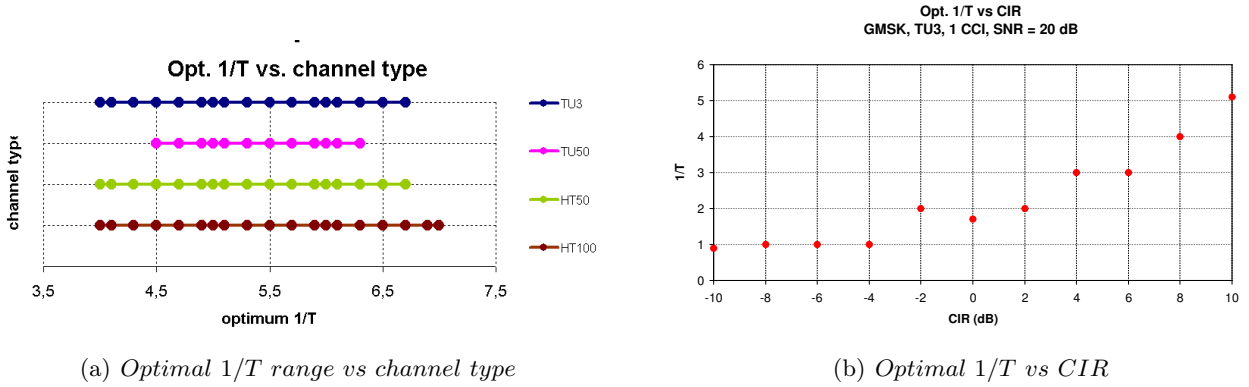 -
Opt. 1/T vs. channel type
channel type
TU3
TU50
HT50
HT100
3,5 4,5 5,5 6,5 7,5
optimum 1/T
(a) Optimal 1/T range vs channel type
Opt. 1/T vs CIR
GMSK, TU3, 1 CCI, SNR = 20 dB
6
5
4
3
2
1
0
1/T
-10 -8 -6 -4 -2 0 2 4 6 8 10
CIR (dB)
(b) Optimal 1/T vs CIR